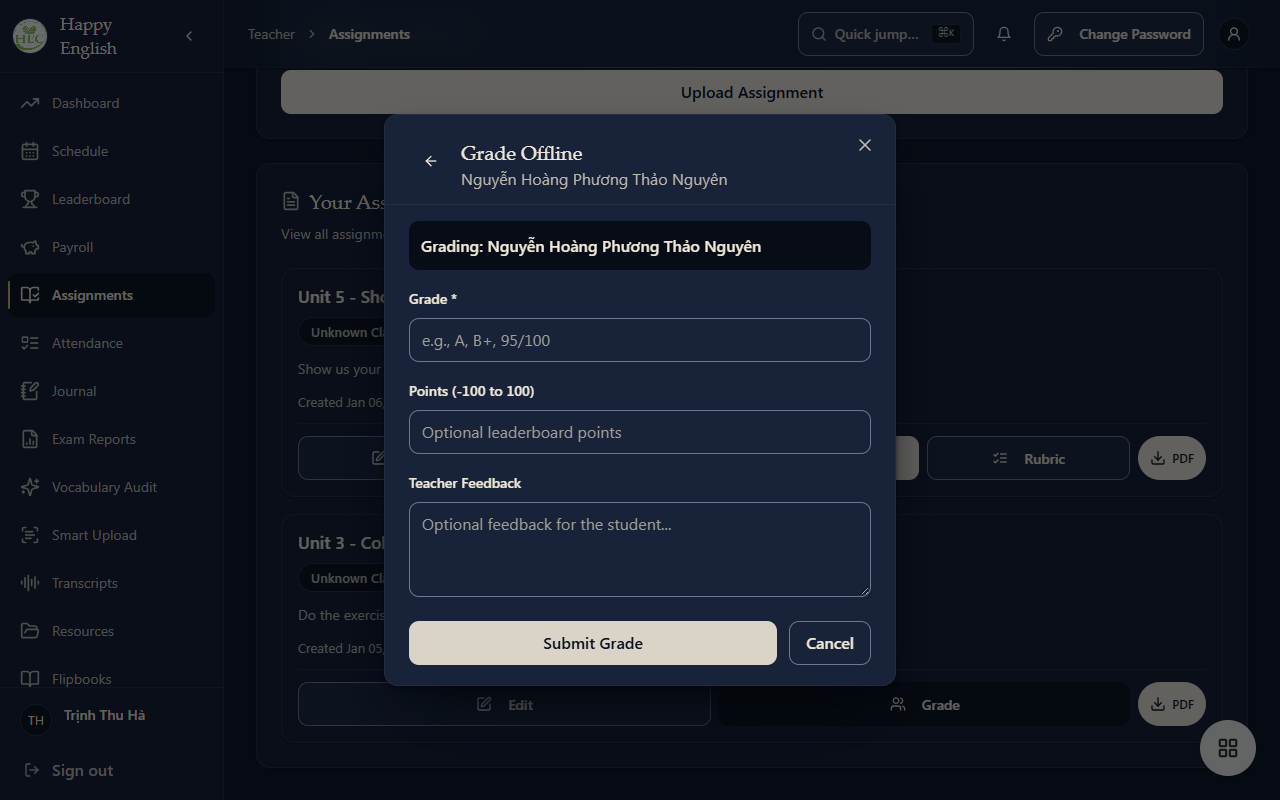 HEC
Happy
English
Dashboard
Schedule
Leaderboard
Payroll
Assignments
Attendance
Journal
Exam Reports
Vocabulary Audit
Smart Upload
Transcripts
Resources
Flipbooks
TH
Trịnh Thu Hà
Sign out
Teacher
Assignments
Quick jump...
⌘K
Change Password
Upload Assignment
Your Ass
View all assignm
Unit 5 - Sho
Unknown Cl
Show us your
Created Jan 06,
Rubric
PDF
Unit 3 - Col
Unknown Cl
Do the exercis
Created Jan 05,
Edit
Grade
PDF
Grade Offline
Nguyễn Hoàng Phương Thảo Nguyên
Grading: Nguyễn Hoàng Phương Thảo Nguyên
Grade *
e.g., A, B+, 95/100
Points (-100 to 100)
Optional leaderboard points
Teacher Feedback
Optional feedback for the student...
Submit Grade
Cancel